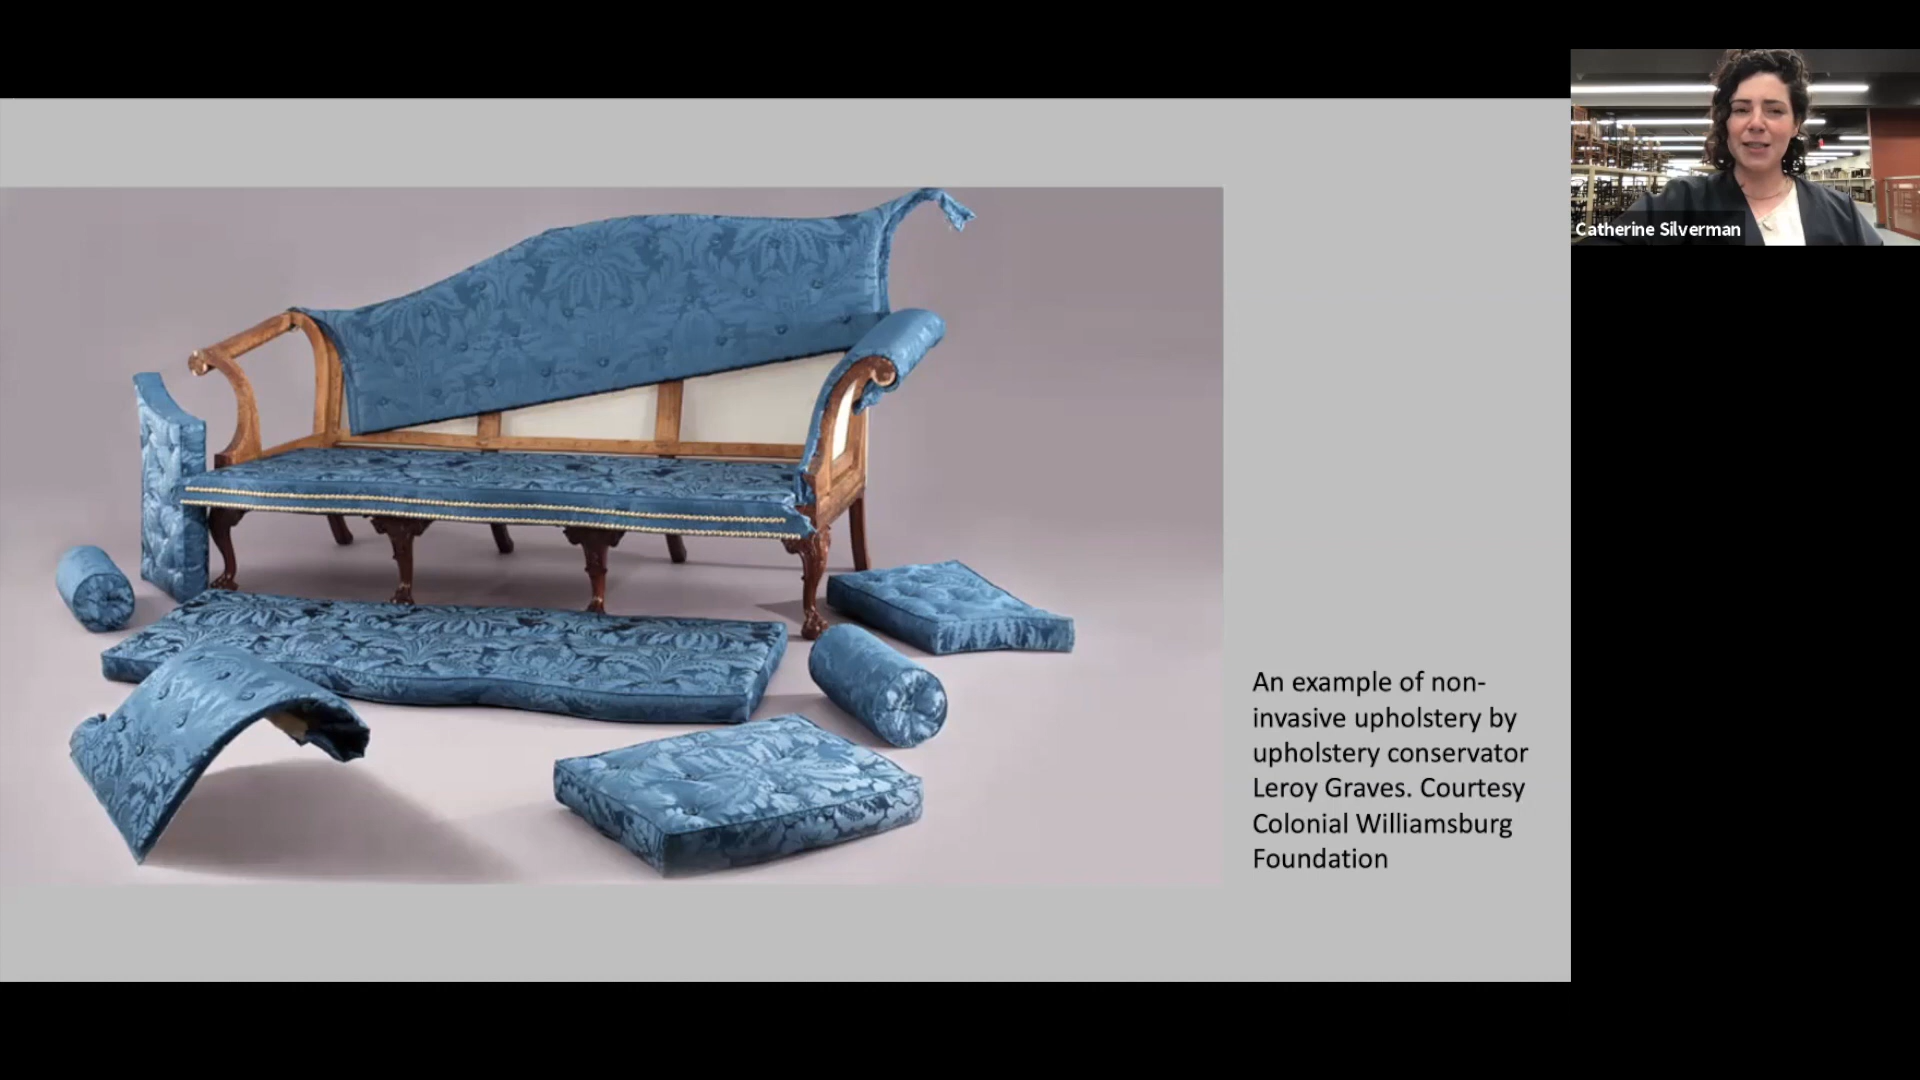 Catherine Silverman
An example of non-
invasive upholstery by
upholstery conservator
Leroy Graves. Courtesy
Colonial Williamsburg
Foundation